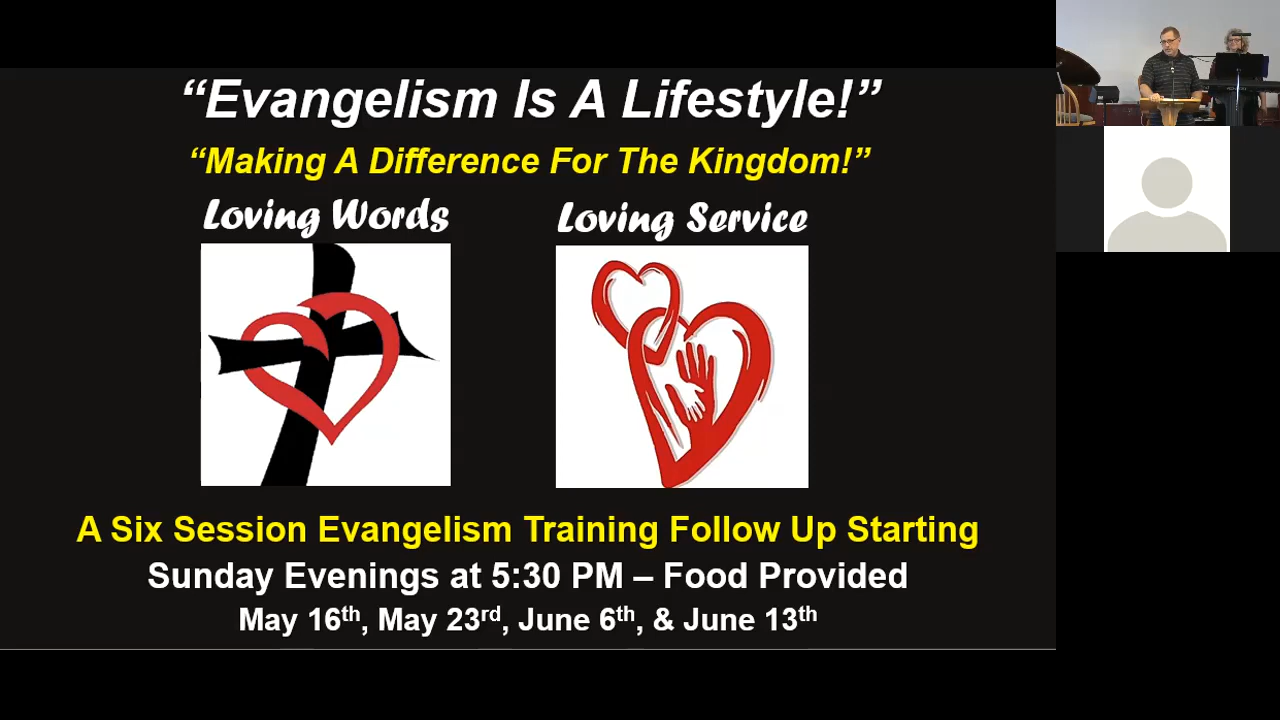 “Evangelism Is A Lifestyle!”
“Making A Difference For The Kingdom!”
Loving Words
Loving Service
A Six Session Evangelism Training Follow Up Starting
Sunday Evenings at 5:30 PM – Food Provided
May 16th, May 23rd, June 6th, & June 13th